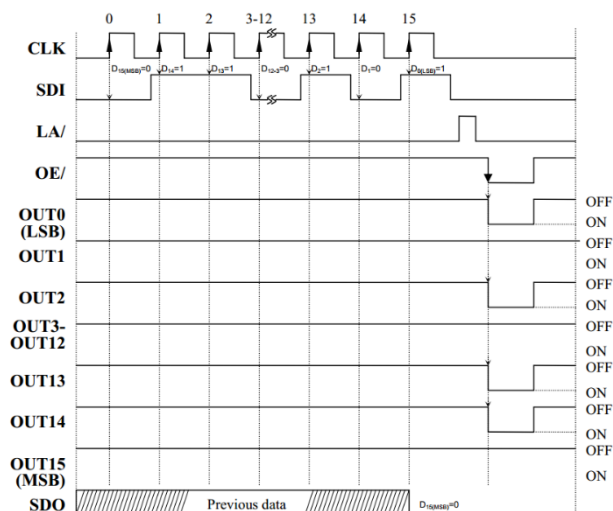 0 1 2 3-12 13 14 15
CLK
D15(MSB)=0 D14=1 D13=1 D12-3=0 D2=1 D1=0 D0(LSB)=1
SDI
LA/
OE/
OUT0 OFF
(LSB) ON
OUT1 OFF
ON
OUT2 OFF
ON
OUT3- OFF
OUT12 ON
OUT13 OFF
ON
OUT14 OFF
ON
OUT15 OFF
(MSB) ON
SDO Previous data D15(MSB)=0